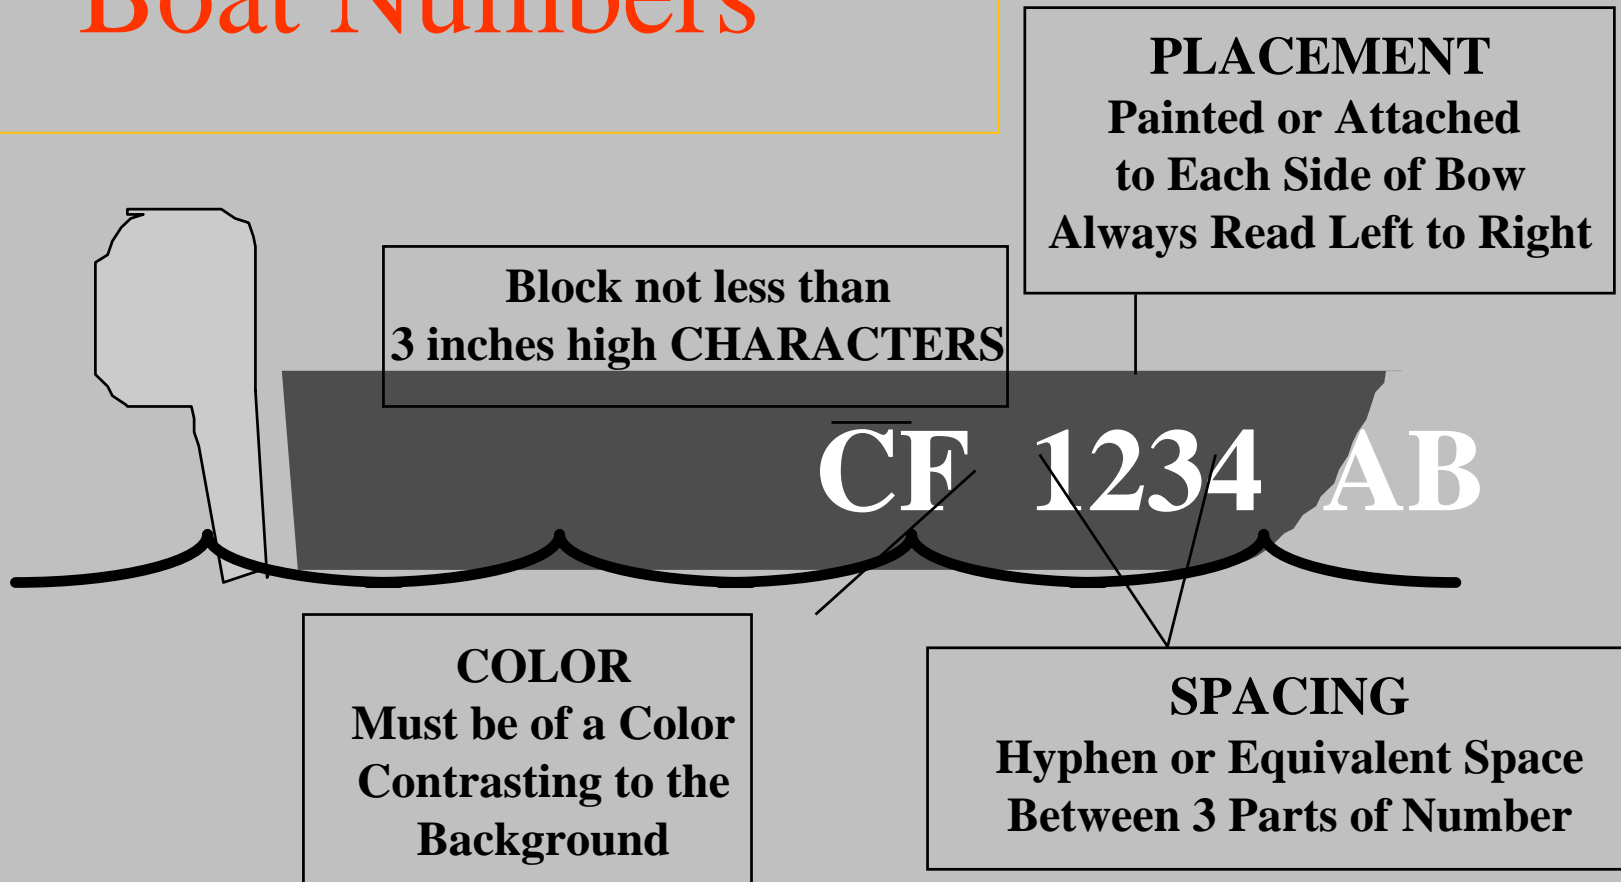 Boat Numbers
PLACEMENT
Painted or Attached
to Each Side of Bow
Always Read Left to Right
Block not less than
3 inches high CHARACTERS
CF 1234 AB
COLOR
Must be of a Color
Contrasting to the
Background
SPACING
Hyphen or Equivalent Space
Between 3 Parts of Number